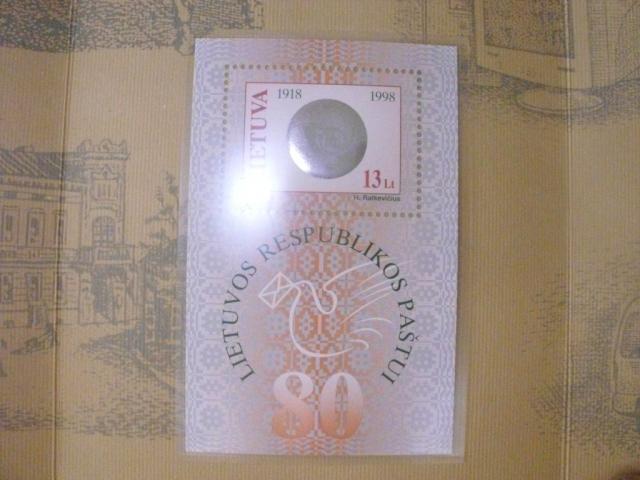 LIETUVA
1918 1998
13 Lt
H. Ratkevičius
LIETUVOS RESPUBLIKOS PAŠTUI
80